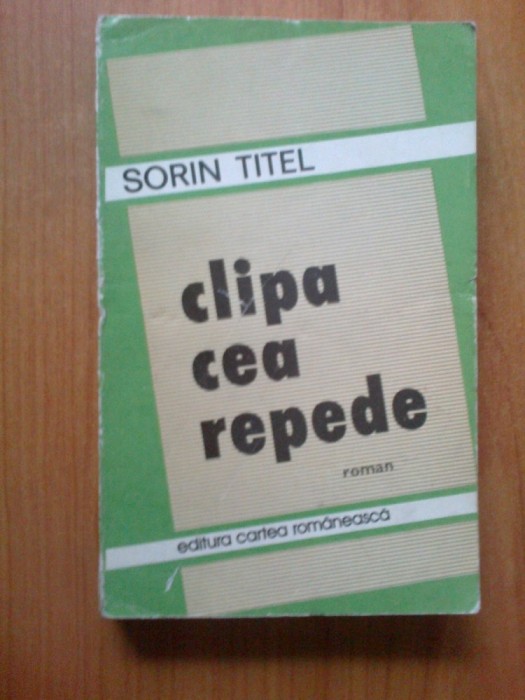 SORIN TITEL
clipa
cea
repede
roman
editura cartea românească